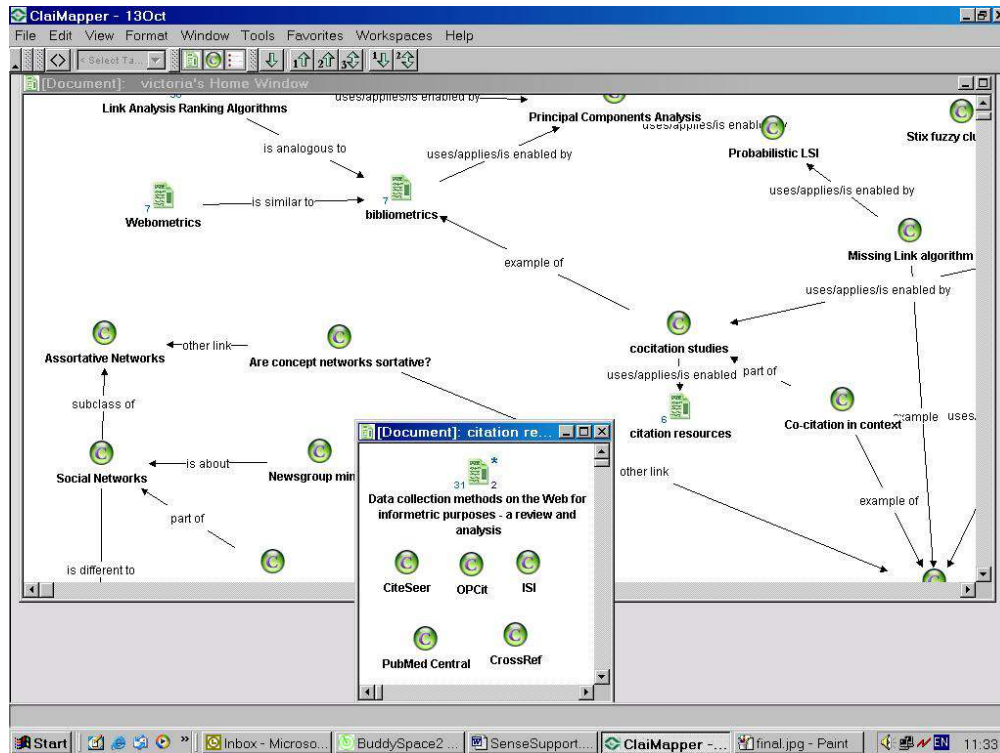 ClaiMapper - 13Oct
File Edit View Format Window Tools Favorites Workspaces Help
< Select Ta...
1 2 3 1 2
[Document]: victoria's Home Window
Link Analysis Ranking Algorithms
uses/applies/is enabled by
Principal Components Analysis
uses/applies/is enabled by
Probabilistic LSI
Stix fuzzy clu
is analogous to
uses/applies/is enabled by
uses/applies/is enabled by
7
Webometrics
is similar to
7
bibliometrics
Missing Link algorithm
example of
uses/applies/is enabled by
Assortative Networks
other link
Are concept networks sortative?
cocitation studies
uses/applies/is enabled
part of
subclass of
6
citation resources
Co-citation in context
example
uses.
Social Networks
is about
Newsgroup min
other link
part of
example of
is different to
[Document]: citation re...
31 * 2
Data collection methods on the Web for
informetric purposes - a review and
analysis
CiteSeer
OPCit
ISI
PubMed Central
CrossRef
Start
Inbox - Microso...
BuddySpace2 ...
SenseSupport....
ClaiMapper -...
final.jpg - Paint
EN
11:33